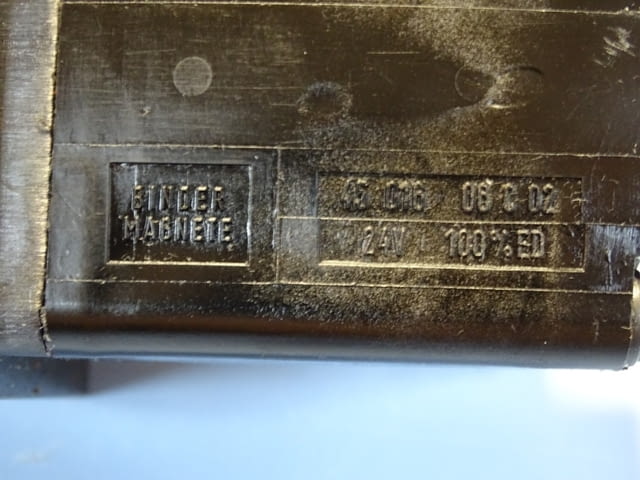 BINDER
MAGNETE
45 016 08 C 02
24V 100 % ED